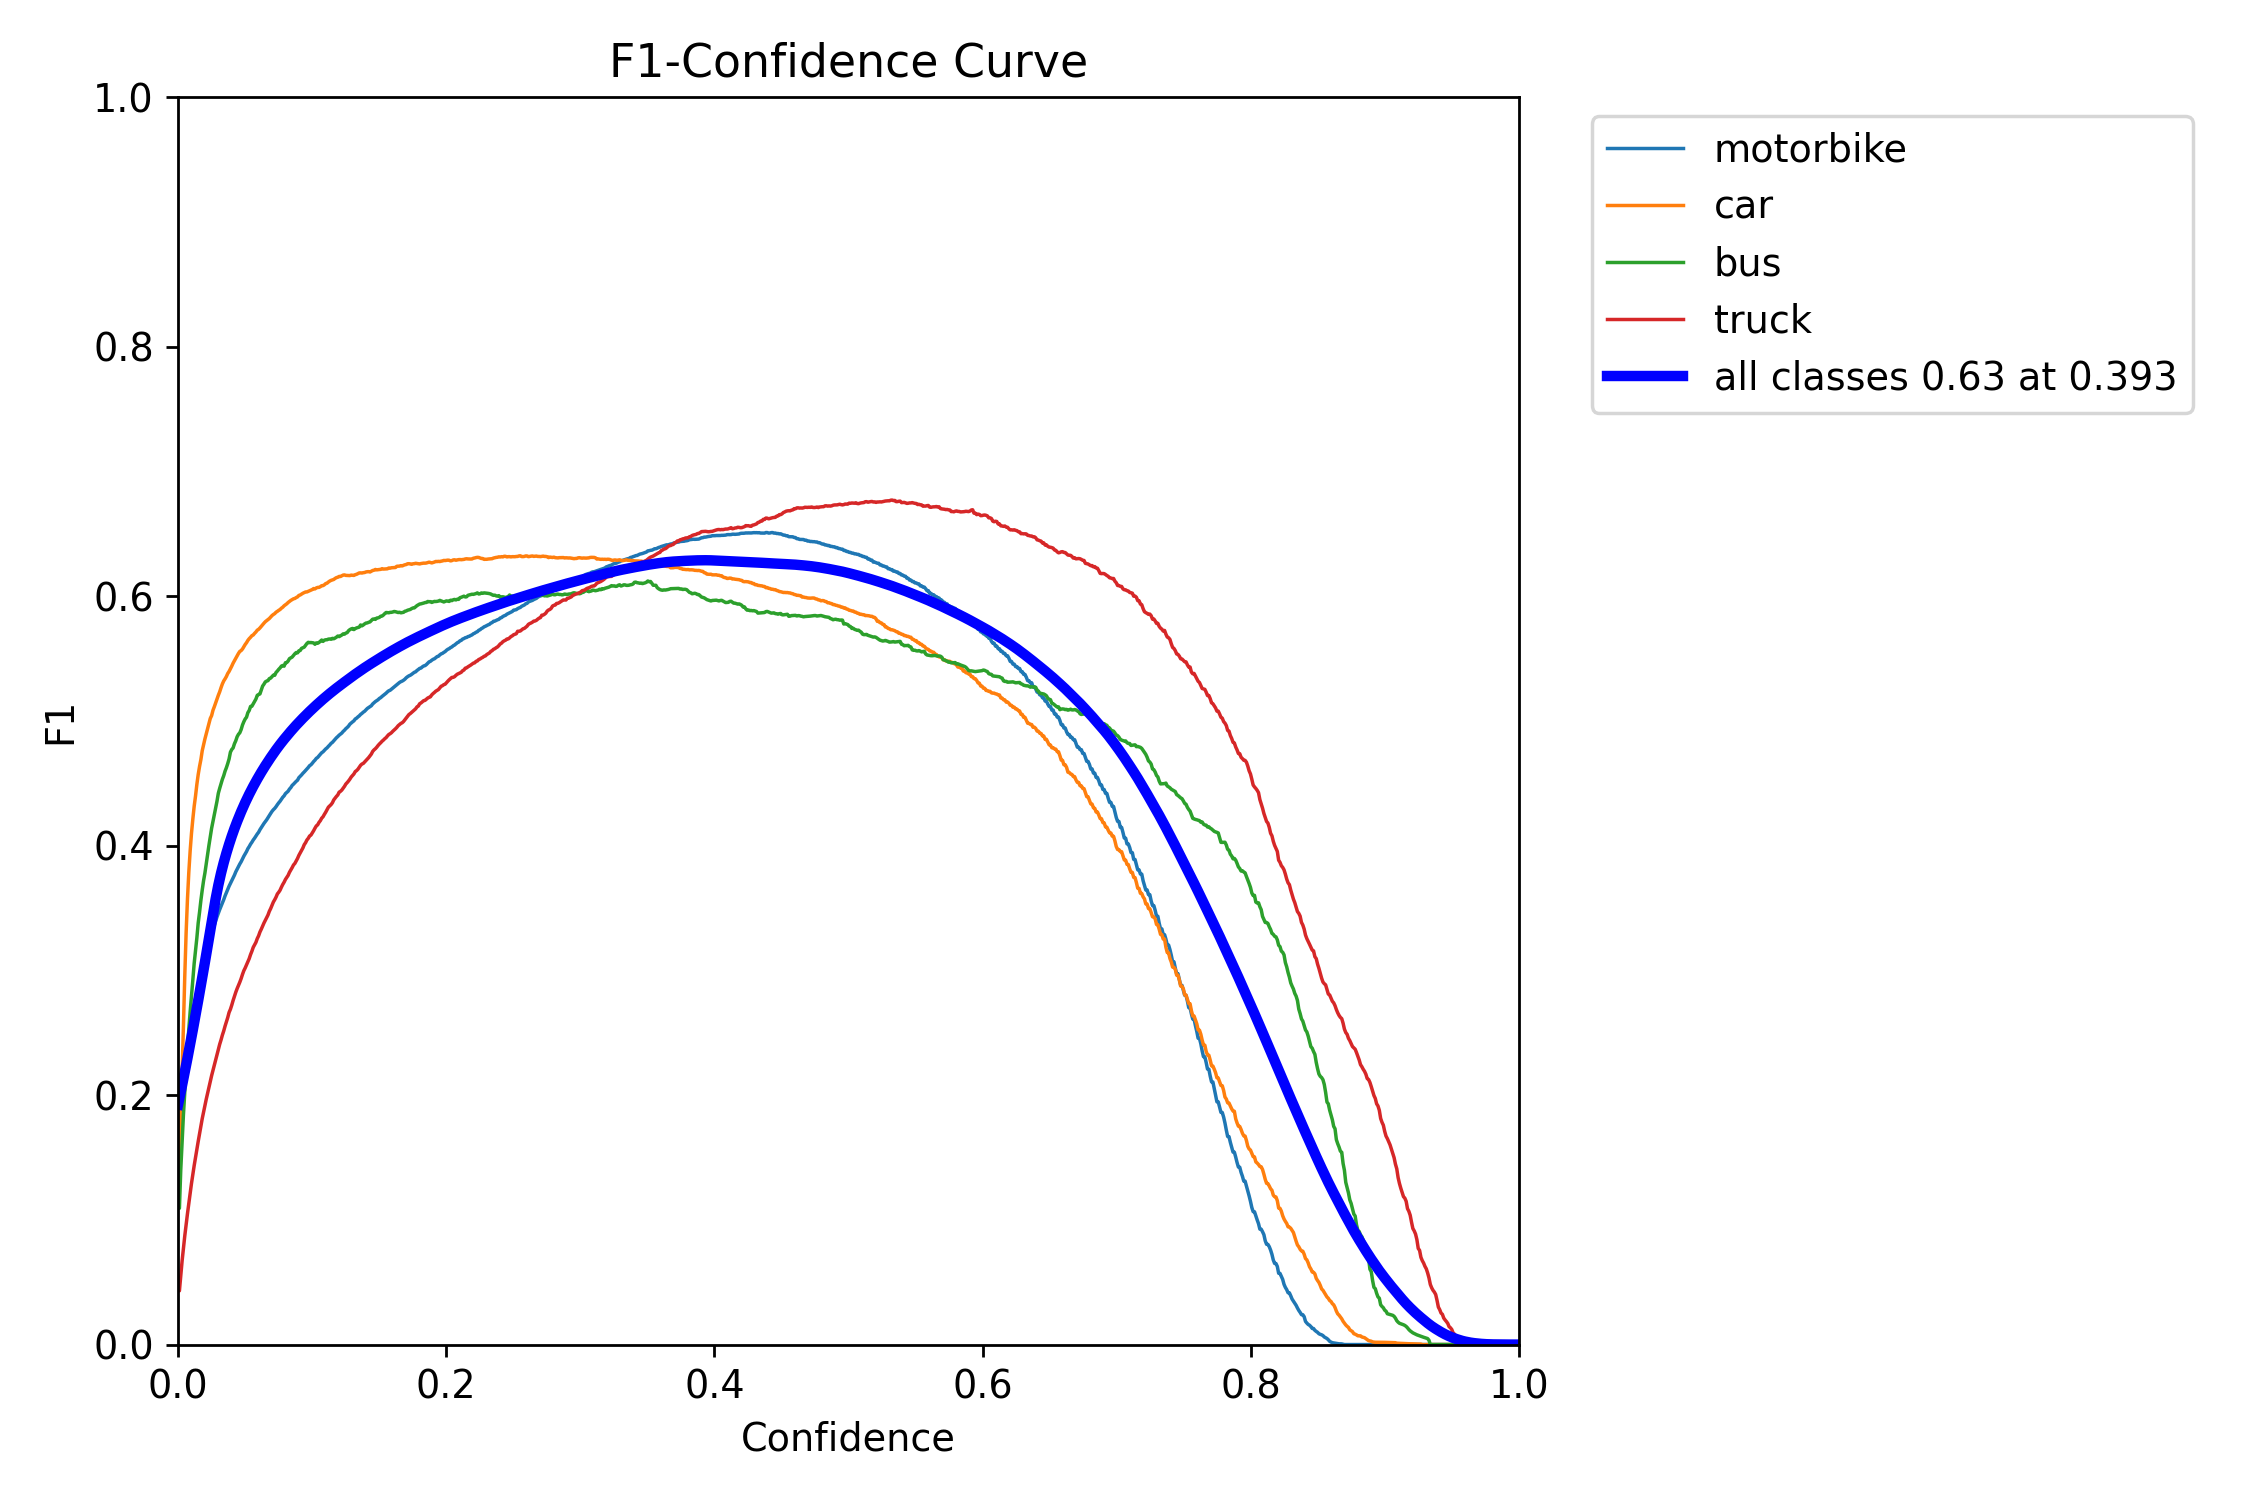 F1-Confidence Curve
1.0
0.8
0.6
0.4
0.2
0.0
F1
0.0 0.2 0.4 0.6 0.8 1.0
Confidence
motorbike
car
bus
truck
all classes 0.63 at 0.393